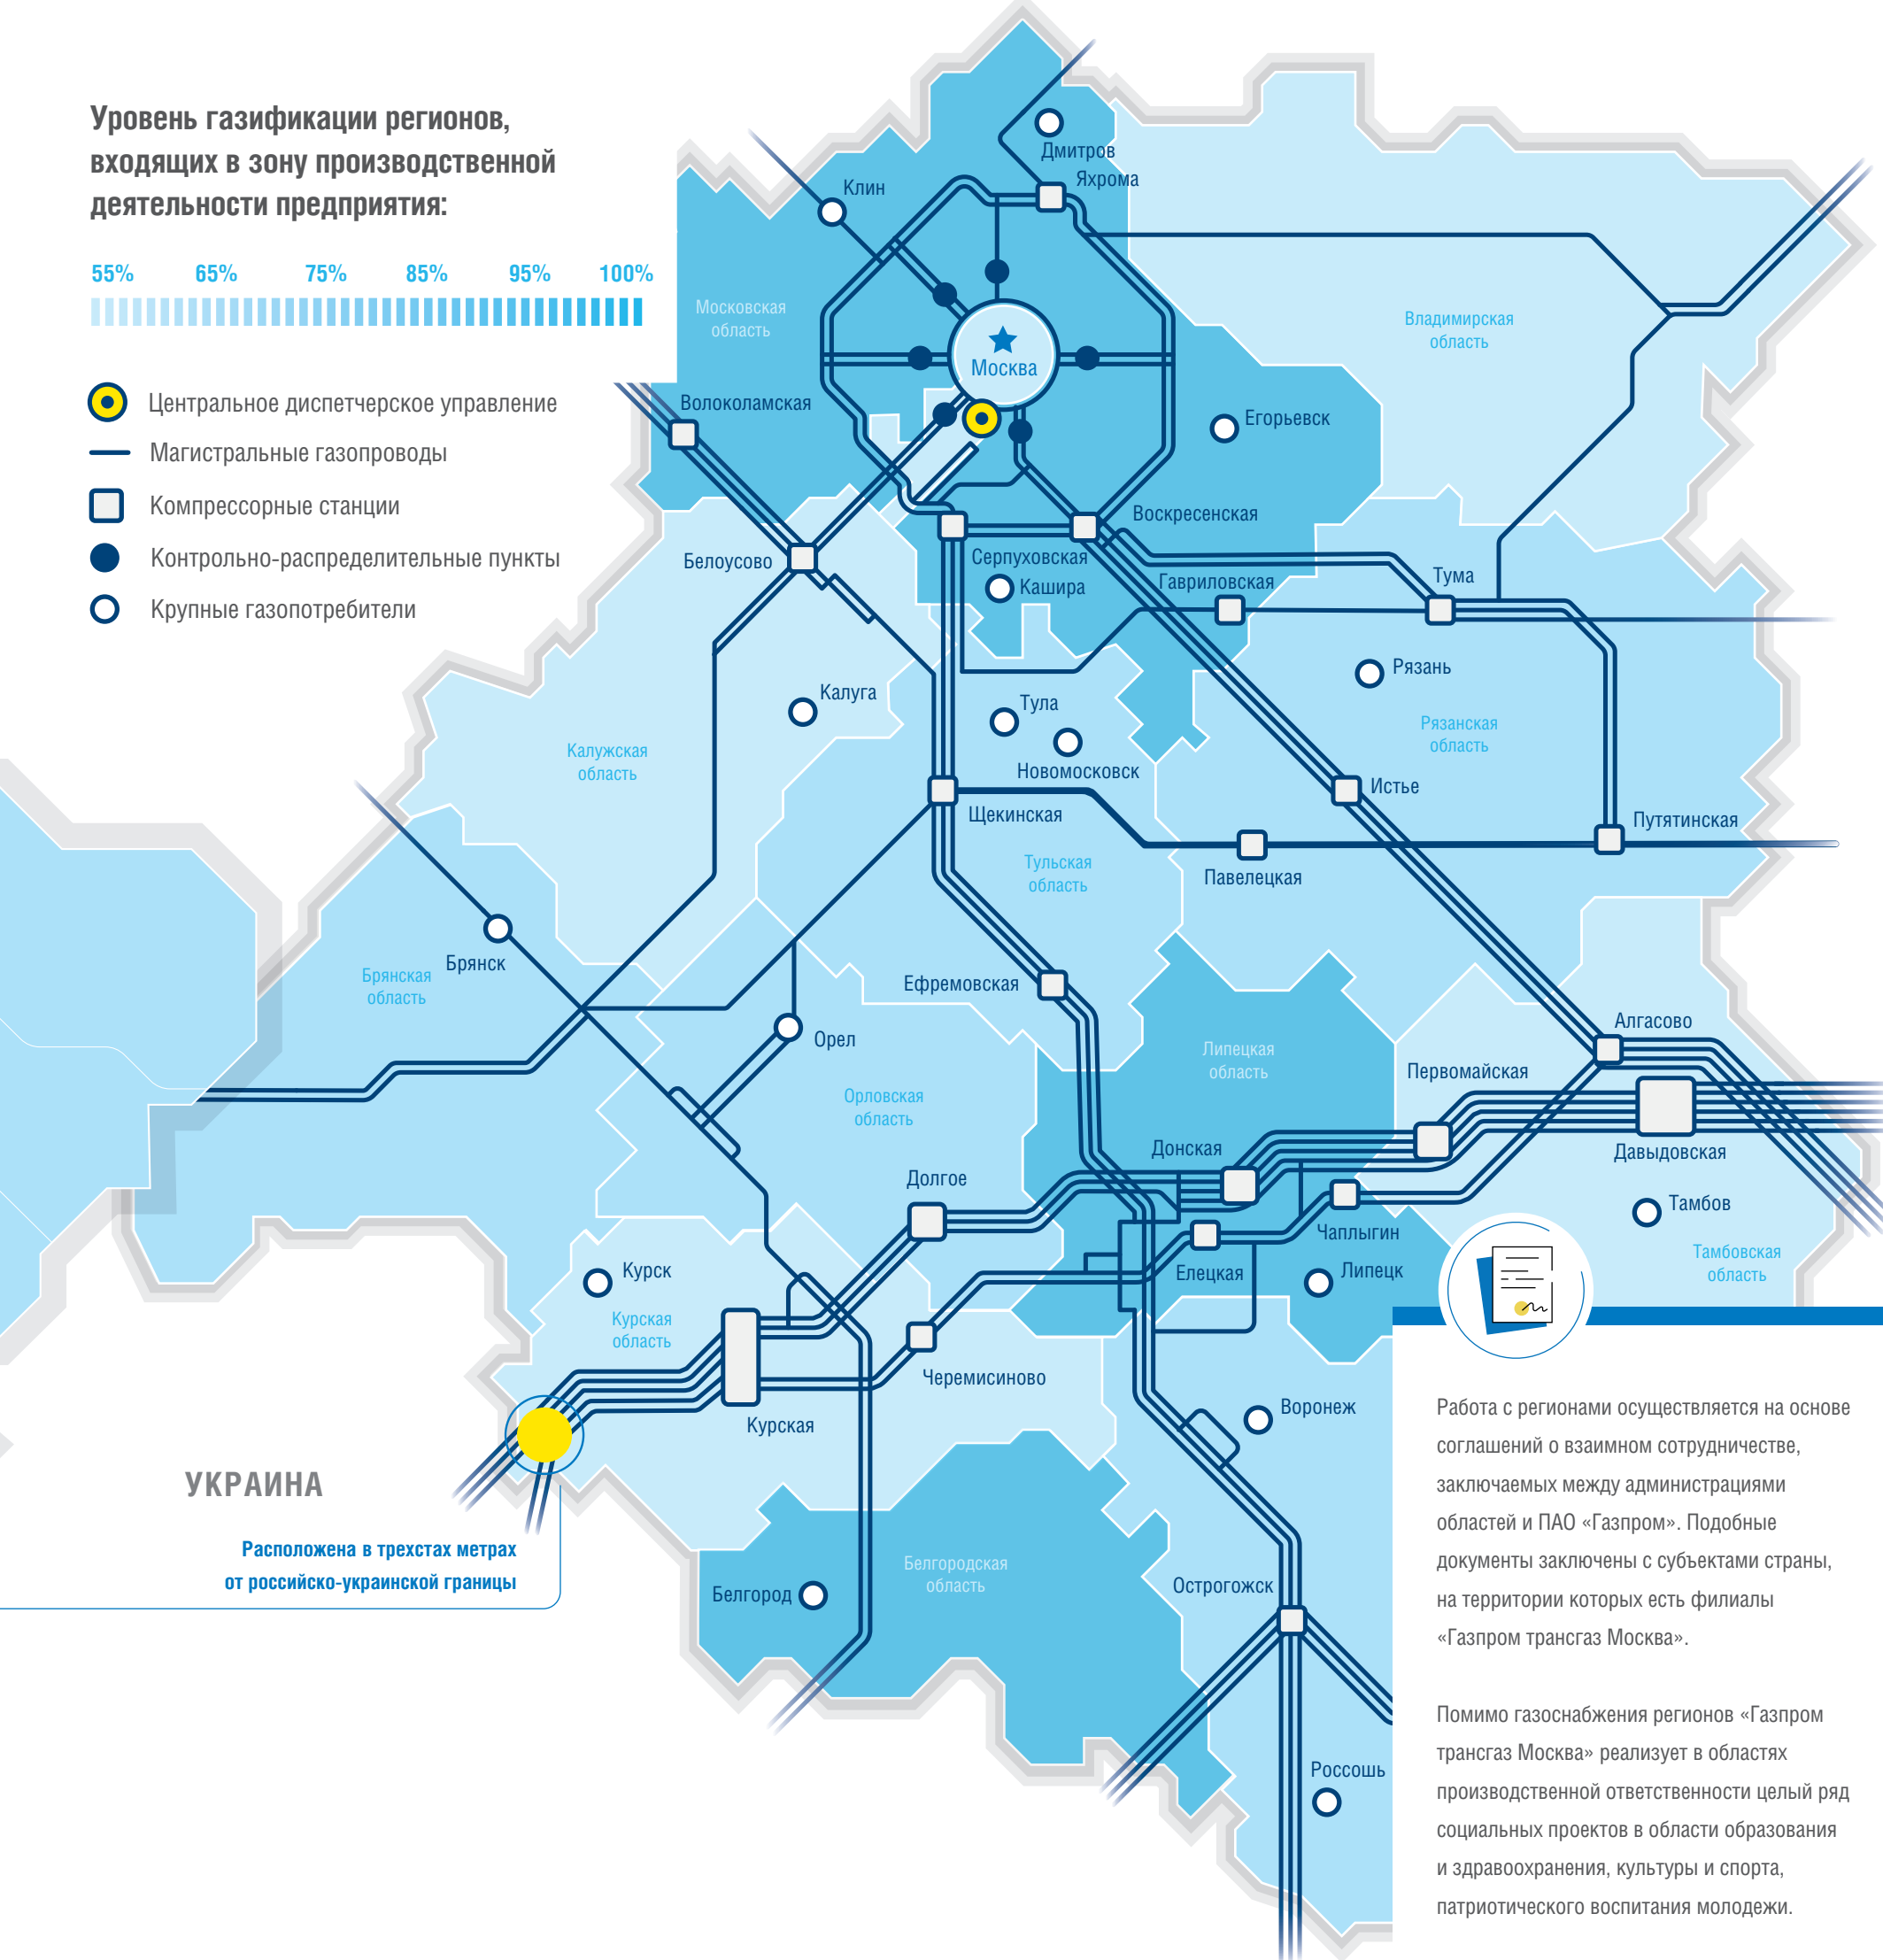 Уровень газификации регионов,
входящих в зону производственной
деятельности предприятия:
55% 65% 75% 85% 95% 100%
Центральное диспетчерское управление
Магистральные газопроводы
Компрессорные станции
Контрольно-распределительные пункты
Крупные газопотребители
Дмитров
Яхрома
Клин
Московская
область
Владимирская
область
Москва
Волоколамская
Егорьевск
Воскресенская
Белоусово
Серпуховская
Кашира
Гавриловская
Тума
Рязань
Калуга
Тула
Рязанская
область
Калужская
область
Новомосковск
Истье
Щекинская
Путятинская
Тульская
область
Павелецкая
Брянск
Брянская
область
Ефремовская
Орел
Алгасово
Липецкая
область
Первомайская
Орловская
область
Донская
Давыдовская
Долгое
Тамбов
Чаплыгин
Тамбовская
область
Курск
Елецкая
Липецк
Курская
область
Черемисиново
Курская
Воронеж
УКРАИНА
Расположена в трехстах метрах
от российско-украинской границы
Белгородская
область
Белгород
Острогожск
Россошь
Работа с регионами осуществляется на основе
соглашений о взаимном сотрудничестве,
заключаемых между администрациями
областей и ПАО «Газпром». Подобные
документы заключены с субъектами страны,
на территории которых есть филиалы
«Газпром трансгаз Москва».
Помимо газоснабжения регионов «Газпром
трансгаз Москва» реализует в областях
производственной ответственности целый ряд
социальных проектов в области образования
и здравоохранения, культуры и спорта,
патриотического воспитания молодежи.